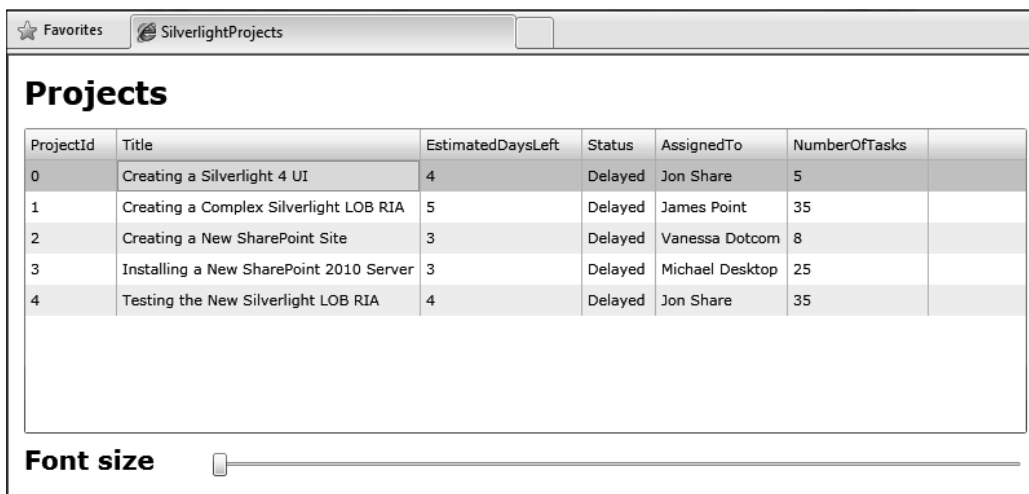 Favorites SilverlightProjects
Projects
ProjectId Title EstimatedDaysLeft Status AssignedTo NumberOfTasks
0 Creating a Silverlight 4 UI 4 Delayed Jon Share 5
1 Creating a Complex Silverlight LOB RIA 5 Delayed James Point 35
2 Creating a New SharePoint Site 3 Delayed Vanessa Dotcom 8
3 Installing a New SharePoint 2010 Server 3 Delayed Michael Desktop 25
4 Testing the New Silverlight LOB RIA 4 Delayed Jon Share 35
Font size